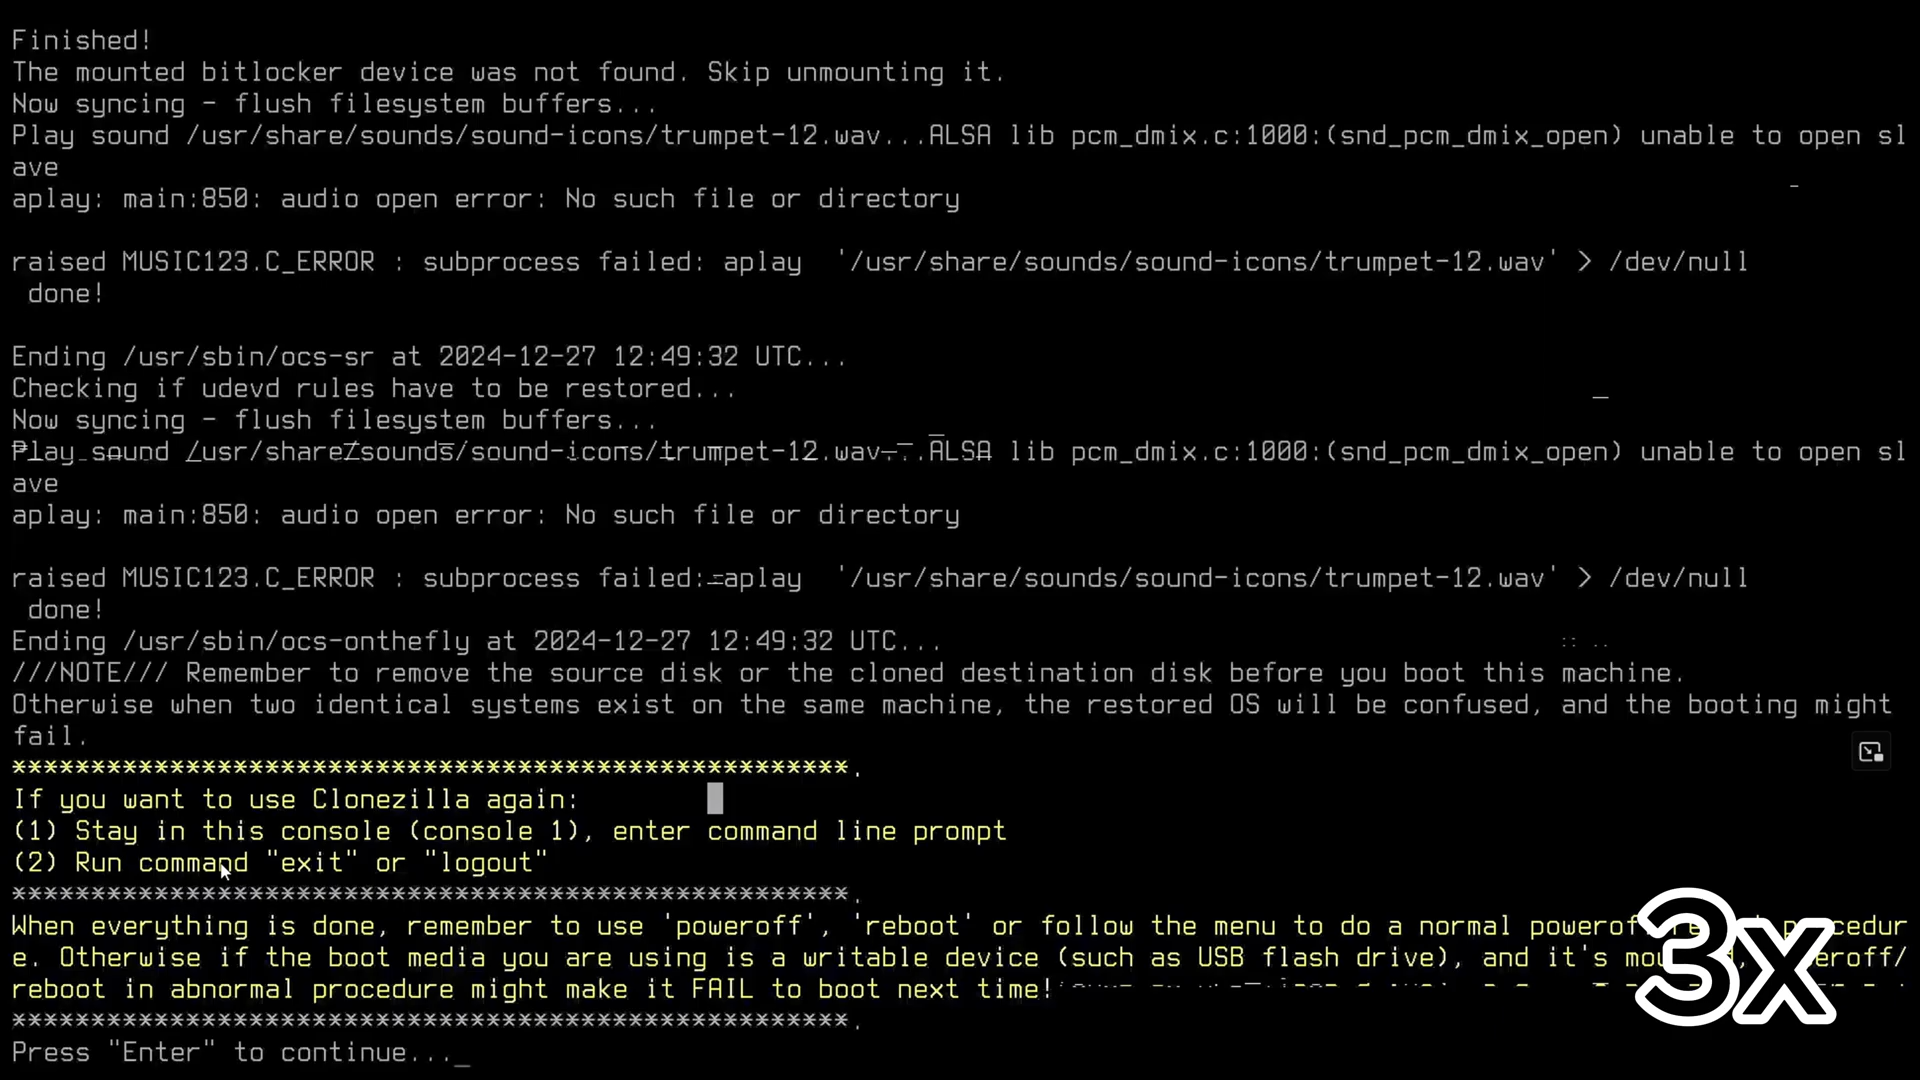 Finished!
The mounted bitlocker device was not found. Skip unmounting it.
Now syncing - flush filesystem buffers...
Play sound /usr/share/sounds/sound-icons/trumpet-12.wav...ALSA lib pcm_dmix.c:1000:(snd_pcm_dmix_open) unable to open sl
ave
aplay: main:850: audio open error: No such file or directory
raised MUSIC123.C_ERROR : subprocess failed: aplay  '/usr/share/sounds/sound-icons/trumpet-12.wav' > /dev/null
done!
Ending /usr/sbin/ocs-sr at 2024-12-27 12:49:32 UTC...
Checking if udevd rules have to be restored...
Now syncing - flush filesystem buffers...
Play sound /usr/share/sounds/sound-icons/trumpet-12.wav...ALSA lib pcm_dmix.c:1000:(snd_pcm_dmix_open) unable to open sl
ave
aplay: main:850: audio open error: No such file or directory
raised MUSIC123.C_ERROR : subprocess failed: aplay  '/usr/share/sounds/sound-icons/trumpet-12.wav' > /dev/null
done!
Ending /usr/sbin/ocs-onthefly at 2024-12-27 12:49:32 UTC...
///NOTE/// Remember to remove the source disk or the cloned destination disk before you boot this machine.
Otherwise when two identical systems exist on the same machine, the restored OS will be confused, and the booting might
fail.
*****************************************************.
If you want to use Clonezilla again:
(1) Stay in this console (console 1), enter command line prompt
(2) Run command "exit" or "logout"
*****************************************************.
When everything is done, remember to use 'poweroff', 'reboot' or follow the menu to do a normal procedur
e. Otherwise if the boot media you are using is a writable device (such as USB flash drive), and it's
reboot in abnormal procedure might make it FAIL to boot next time!
*****************************************************.
Press "Enter" to continue..._
3x